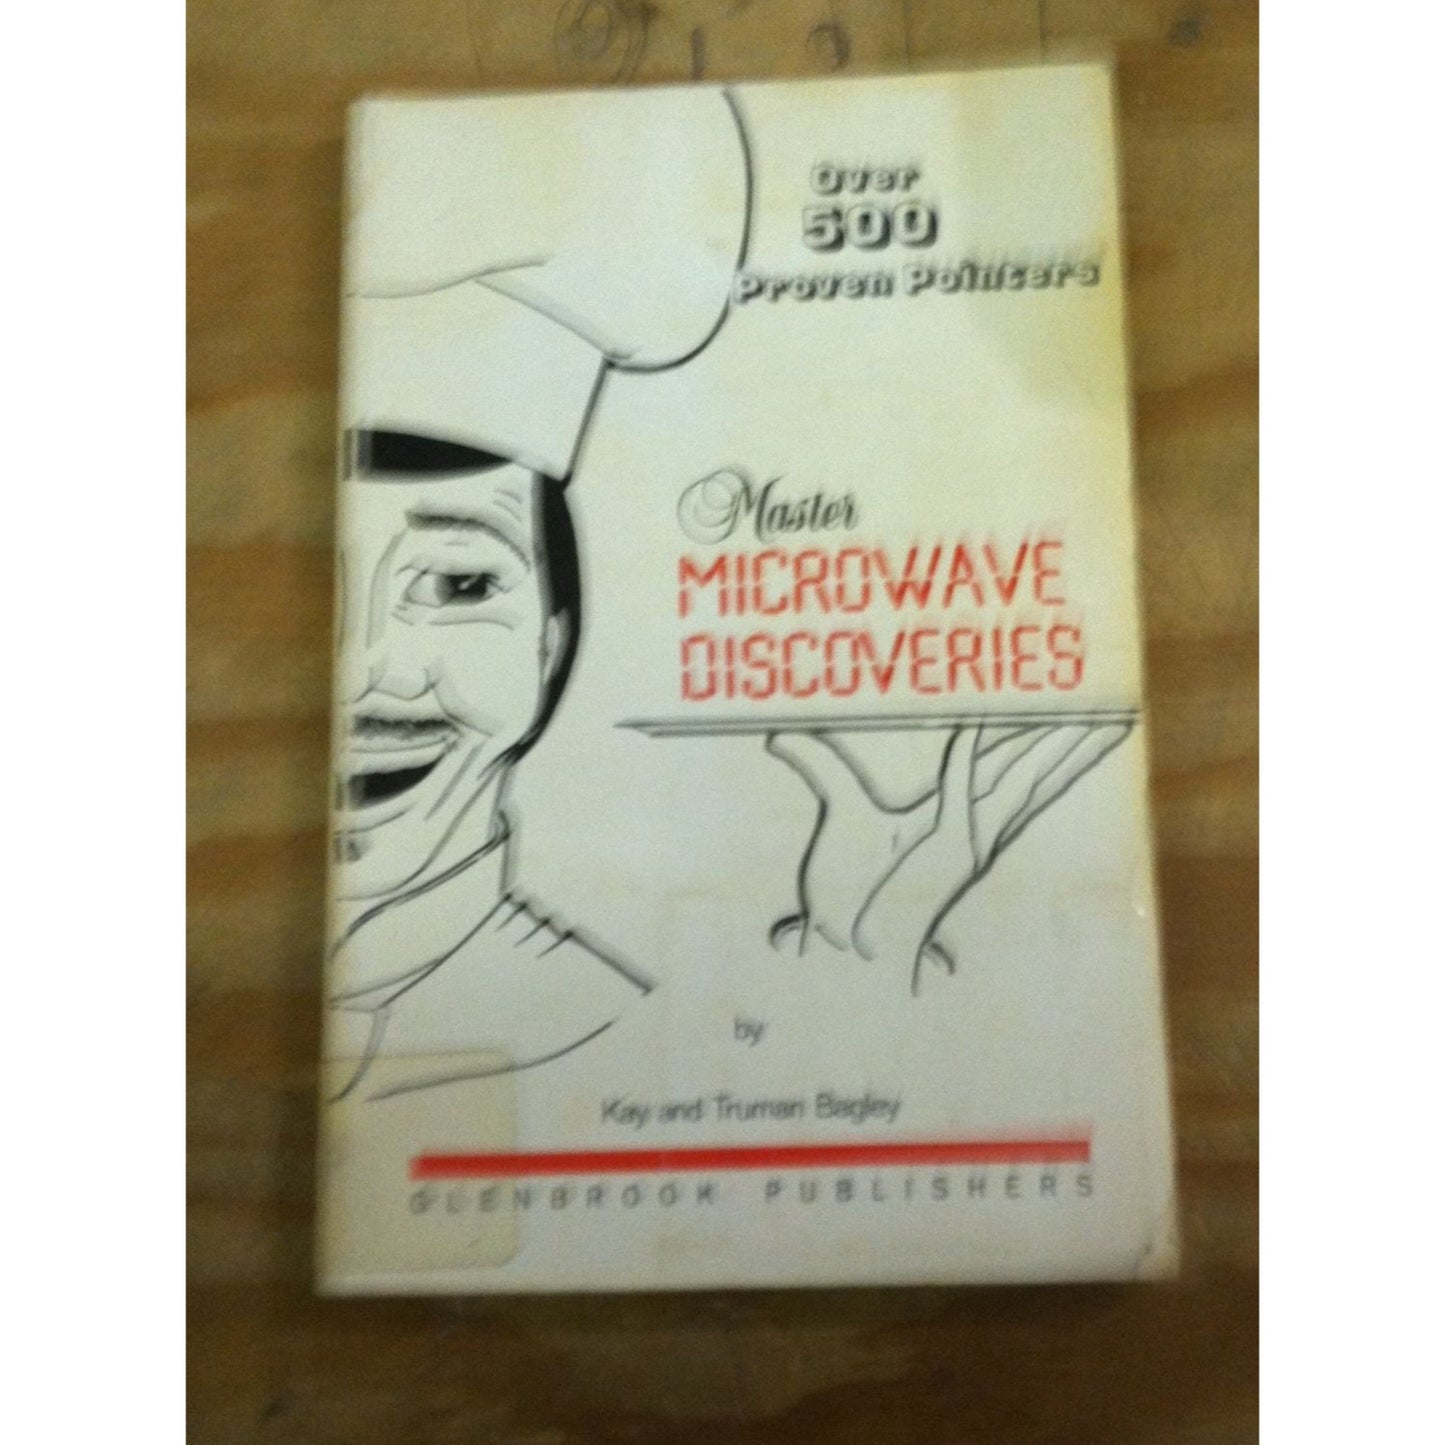 Over
500
Proven Pointers
Master
MICROWAVE
DISCOVERIES
by
Kay and Truman Bagley
GLENBROOK PUBLISHERS